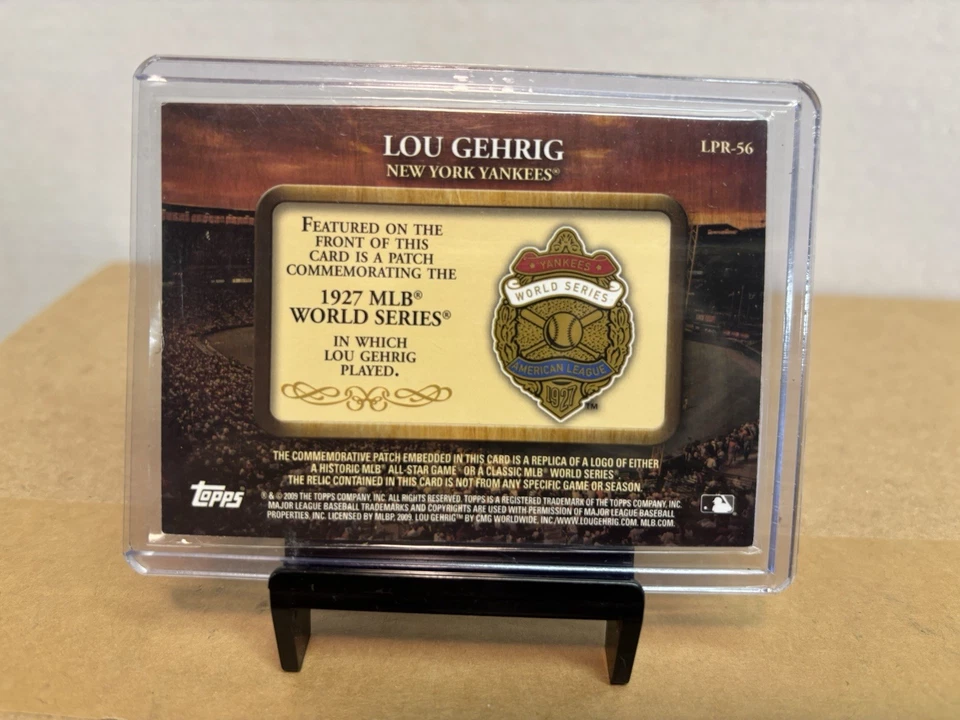 LOU GEHRIG
LPR-56
NEW YORK YANKEES®
FEATURED ON THE
FRONT OF THIS
CARD IS A PATCH
COMMEMORATING THE
1927 MLB®
WORLD SERIES®
IN WHICH
LOU GEHRIG
PLAYED.
YANKEES
WORLD SERIES
AMERICAN LEAGUE
1927
TM
THE COMMEMORATIVE PATCH EMBEDDED IN THIS CARD IS A REPLICA OF A LOGO OF EITHER
A HISTORIC MLB® ALL-STAR GAME® OR A CLASSIC MLB® WORLD SERIES®.
THE RELIC CONTAINED IN THIS CARD IS NOT FROM ANY SPECIFIC GAME OR SEASON.
Topps®
® & © 2009 THE TOPPS COMPANY, INC. ALL RIGHTS RESERVED. TOPPS IS A REGISTERED TRADEMARK OF THE TOPPS COMPANY, INC.
MAJOR LEAGUE BASEBALL TRADEMARKS AND COPYRIGHTS ARE USED WITH PERMISSION OF MAJOR LEAGUE BASEBALL
PROPERTIES, INC. LICENSED BY MLBP, 2009. LOU GEHRIG™ BY CMG WORLDWIDE, INC./WWW.LOUGEHRIG.COM. MLB.COM.